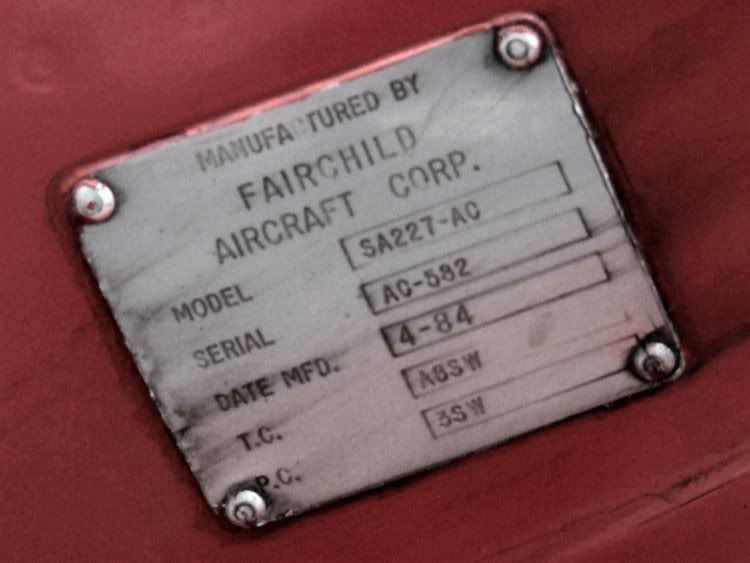 MANUFACTURED BY
FAIRCHILD
AIRCRAFT CORP.
MODEL SA227-AC
SERIAL AC-582
DATE MFD. 4-84
T.C. A8SW
P.C. 3SW